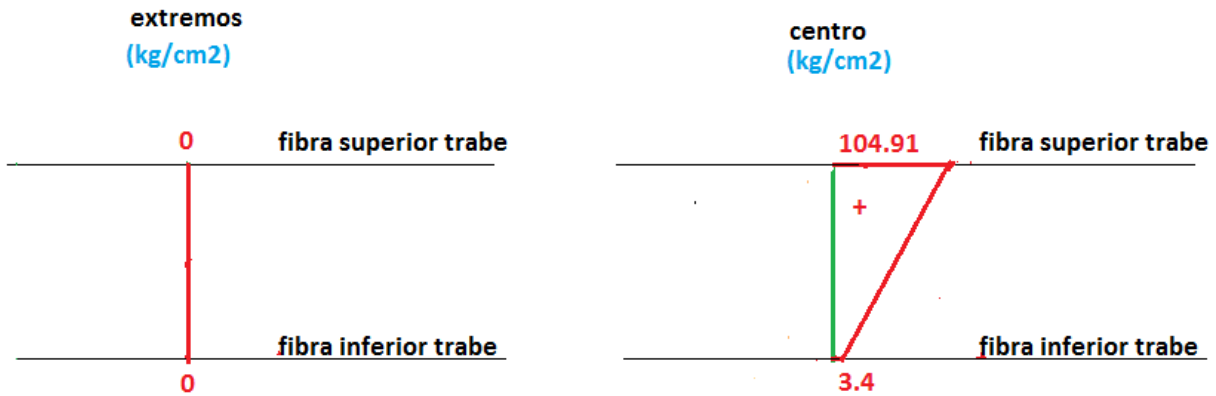 extremos
(kg/cm2)
0
fibra superior trabe
fibra inferior trabe
0
centro
(kg/cm2)
104.91
fibra superior trabe
+
fibra inferior trabe
3.4